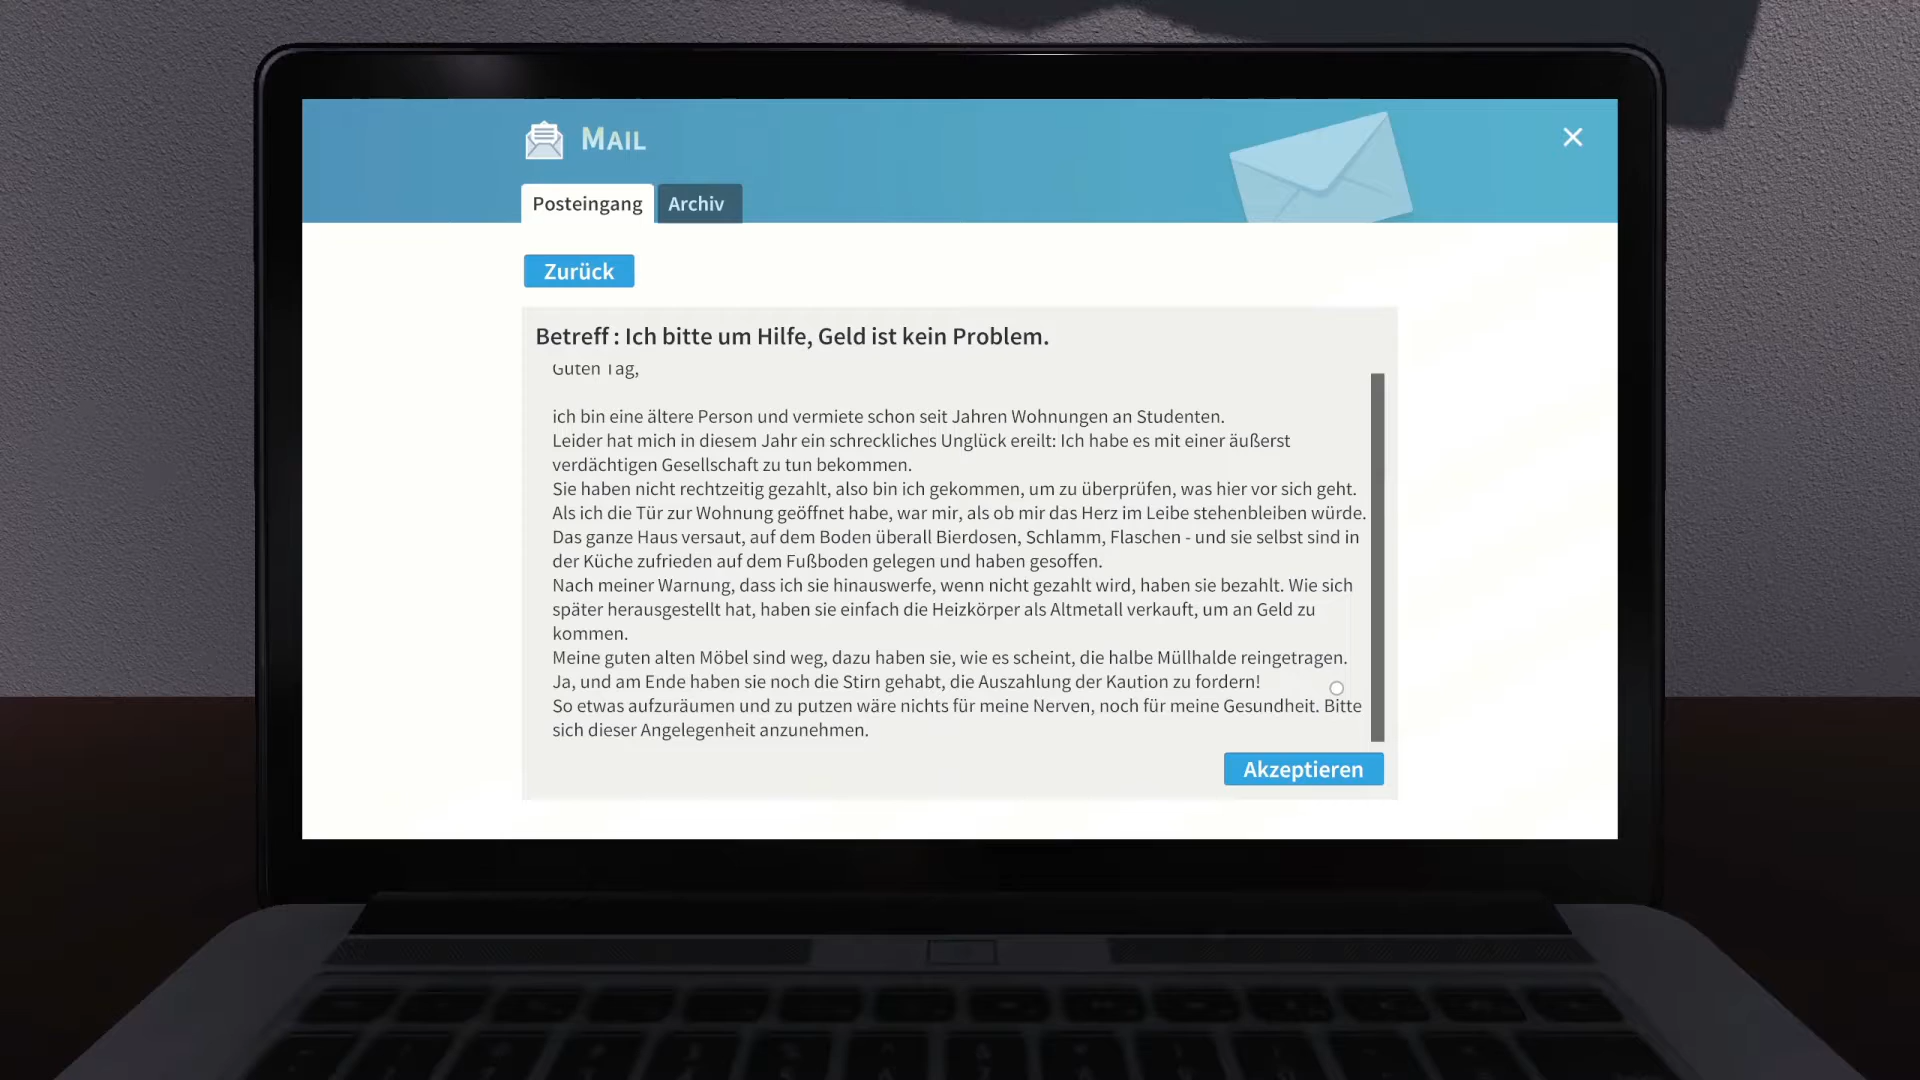 MAIL
Posteingang
Archiv
Zurück
Betreff : Ich bitte um Hilfe, Geld ist kein Problem.
Guten Tag,
ich bin eine ältere Person und vermiete schon seit Jahren Wohnungen an Studenten.
Leider hat mich in diesem Jahr ein schreckliches Unglück ereilt: Ich habe es mit einer äußerst
verdächtigen Gesellschaft zu tun bekommen.
Sie haben nicht rechtzeitig gezahlt, also bin ich gekommen, um zu überprüfen, was hier vor sich geht.
Als ich die Tür zur Wohnung geöffnet habe, war mir, als ob mir das Herz im Leibe stehenbleiben würde.
Das ganze Haus versaut, auf dem Boden überall Bierdosen, Schlamm, Flaschen - und sie selbst sind in
der Küche zufrieden auf dem Fußboden gelegen und haben gesoffen.
Nach meiner Warnung, dass ich sie hinauswerfe, wenn nicht gezahlt wird, haben sie bezahlt. Wie sich
später herausgestellt hat, haben sie einfach die Heizkörper als Altmetall verkauft, um an Geld zu
kommen.
Meine guten alten Möbel sind weg, dazu haben sie, wie es scheint, die halbe Müllhalde reingetragen.
Ja, und am Ende haben sie noch die Stirn gehabt, die Auszahlung der Kaution zu fordern!
So etwas aufzuräumen und zu putzen wäre nichts für meine Nerven, noch für meine Gesundheit. Bitte
sich dieser Angelegenheit anzunehmen.
Akzeptieren